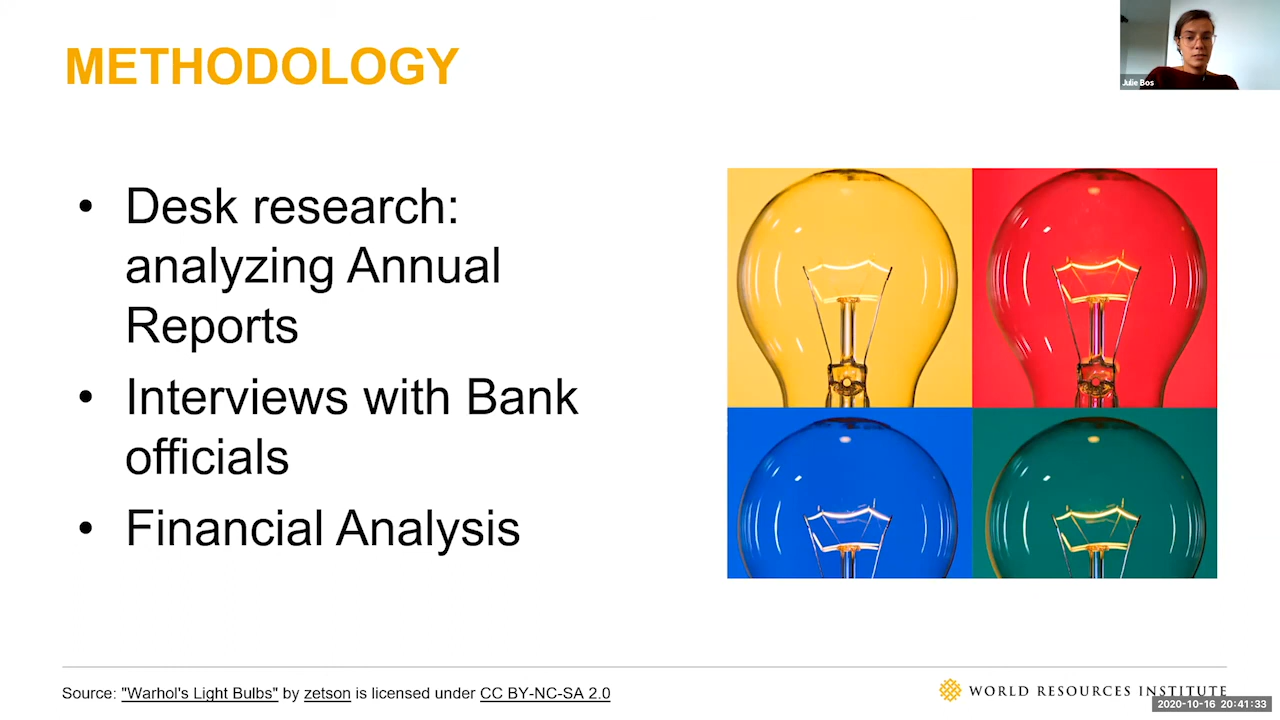 METHODOLOGY
Julie Bos
• Desk research:
analyzing Annual
Reports
• Interviews with Bank
officials
• Financial Analysis
Source: "Warhol's Light Bulbs" by zetson is licensed under CC BY-NC-SA 2.0
WORLD RESOURCES INSTITUTE
2020-10-16 20:41:33